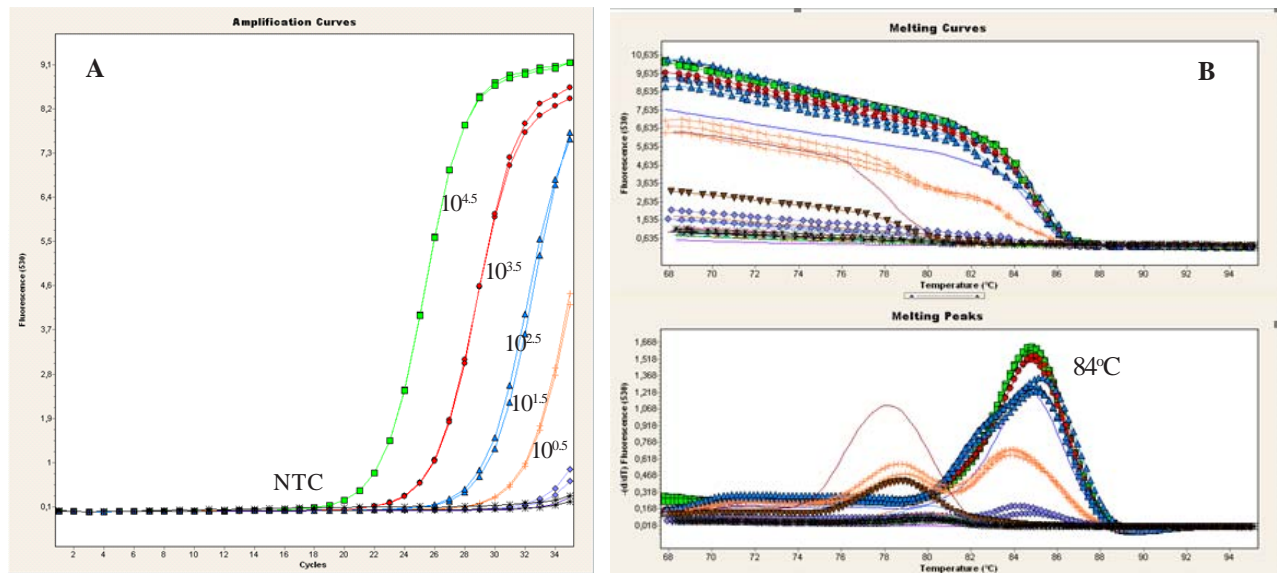 Amplification Curves
A
Fluorescence (530)
9,1
8,2
7,3
6,4
5,5
4,6
3,7
2,8
1,9
1
0,1
10^4.5
10^3.5
10^2.5
10^1.5
10^0.5
NTC
2 4 6 8 10 12 14 16 18 20 22 24 26 28 30 32 34
Cycles
Melting Curves
B
Fluorescence (530)
10,635
9,635
8,635
7,635
6,635
5,635
4,635
3,635
2,635
1,635
0,635
68 70 72 74 76 78 80 82 84 86 88 90 92 94
Temperature (°C)
Melting Peaks
84°C
-(d/dT) Fluorescence (530)
1,668
1,518
1,368
1,218
1,068
0,918
0,768
0,618
0,468
0,318
0,168
0,018
68 70 72 74 76 78 80 82 84 86 88 90 92 94
Temperature (°C)